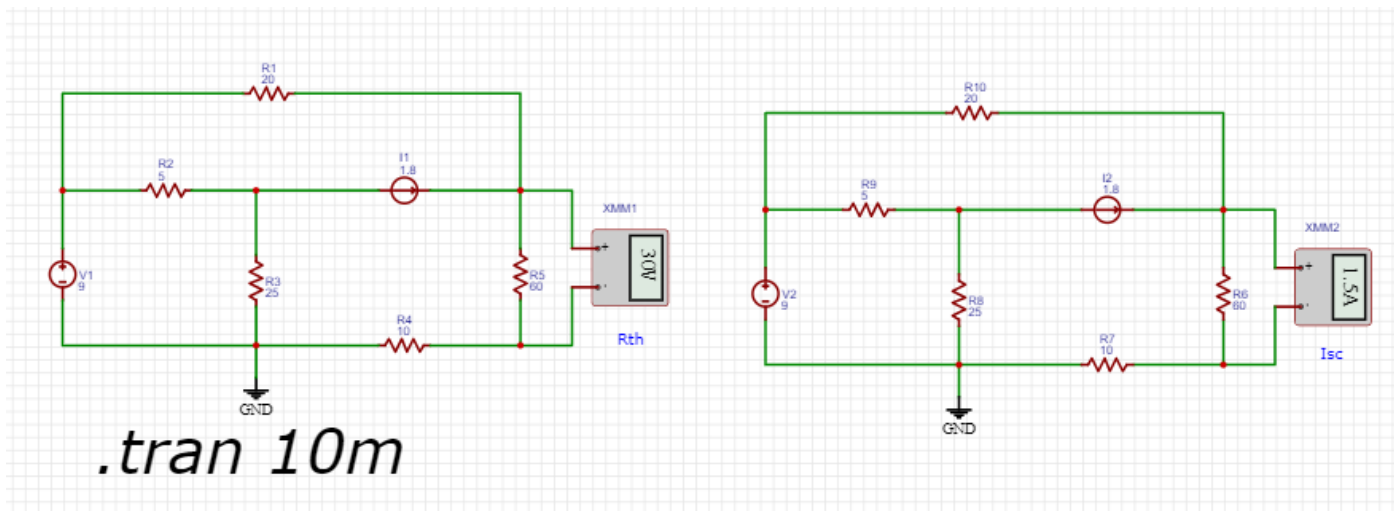 R1
20
R2
5
I1
1.8
XMM1
30V
V1
9
R3
25
R5
60
R4
10
Rth
GND
.tran 10m
R10
20
R9
5
I2
1.8
XMM2
1.5A
V2
9
R8
25
R6
60
R7
10
Isc
GND